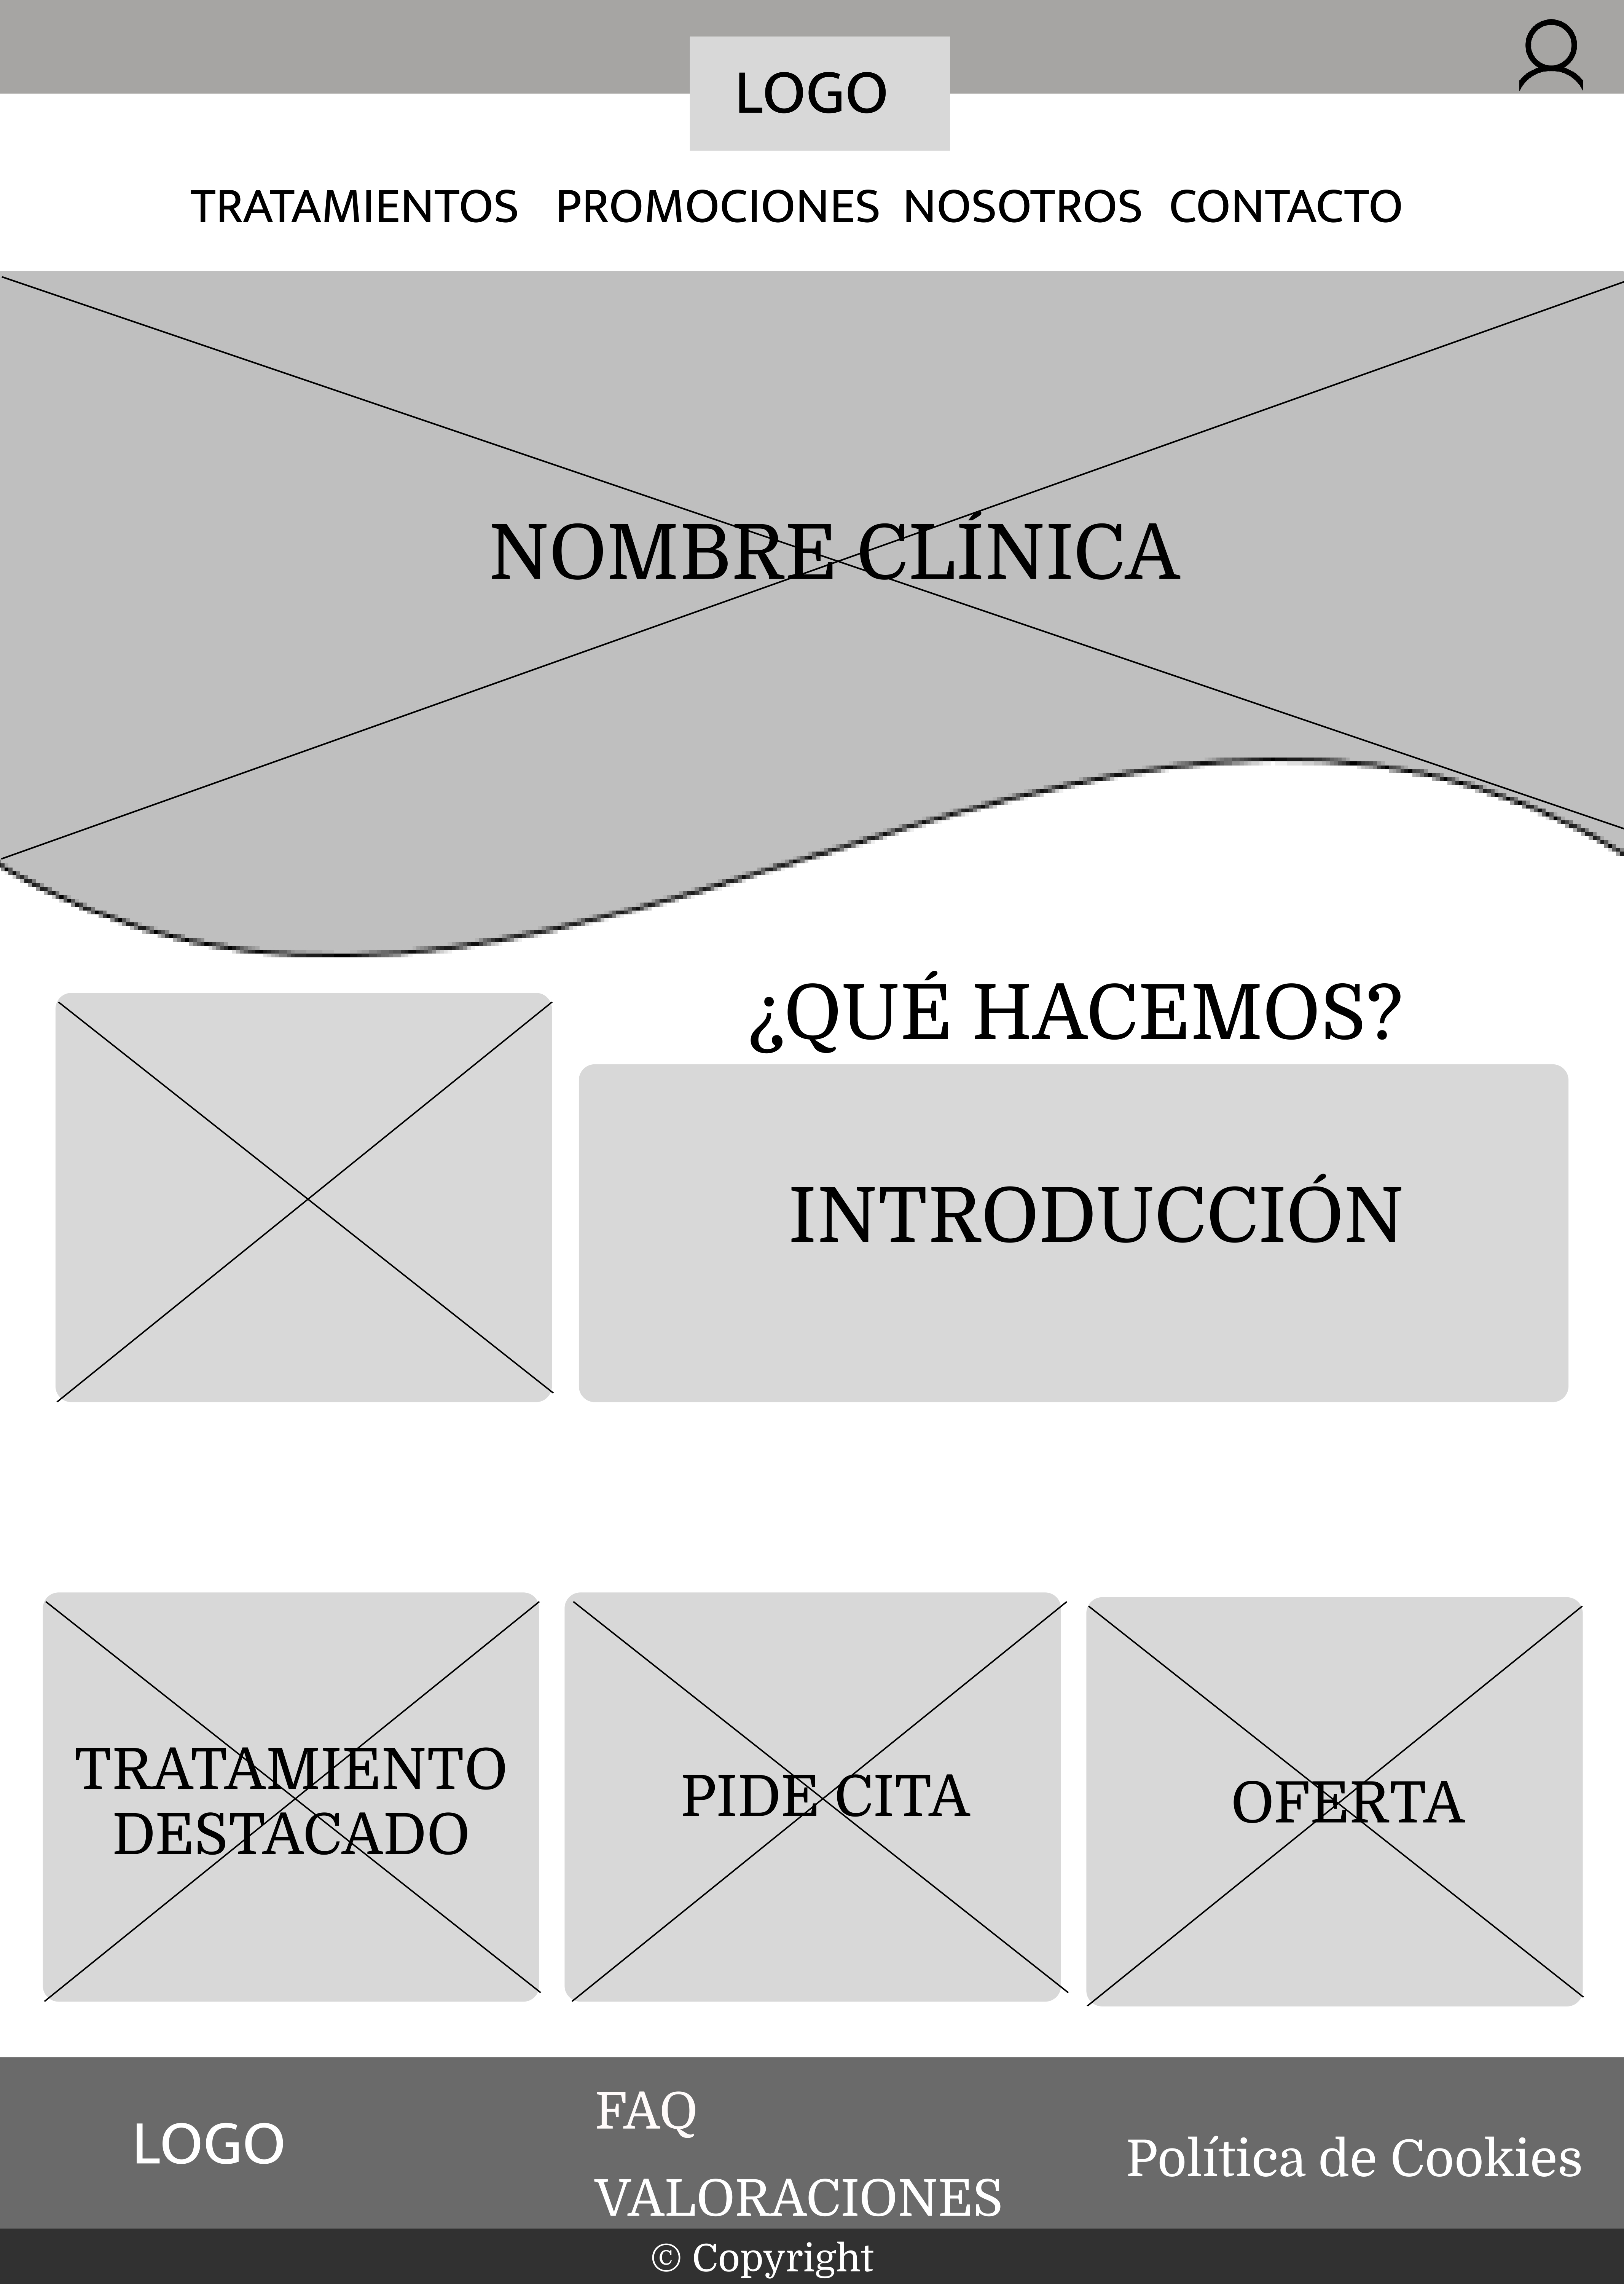 LOGO
TRATAMIENTOS PROMOCIONES NOSOTROS CONTACTO
NOMBRE CLÍNICA
¿QUÉ HACEMOS?
INTRODUCCIÓN
TRATAMIENTO
DESTACADO
PIDE CITA
OFERTA
LOGO
FAQ
VALORACIONES
Política de Cookies
© Copyright